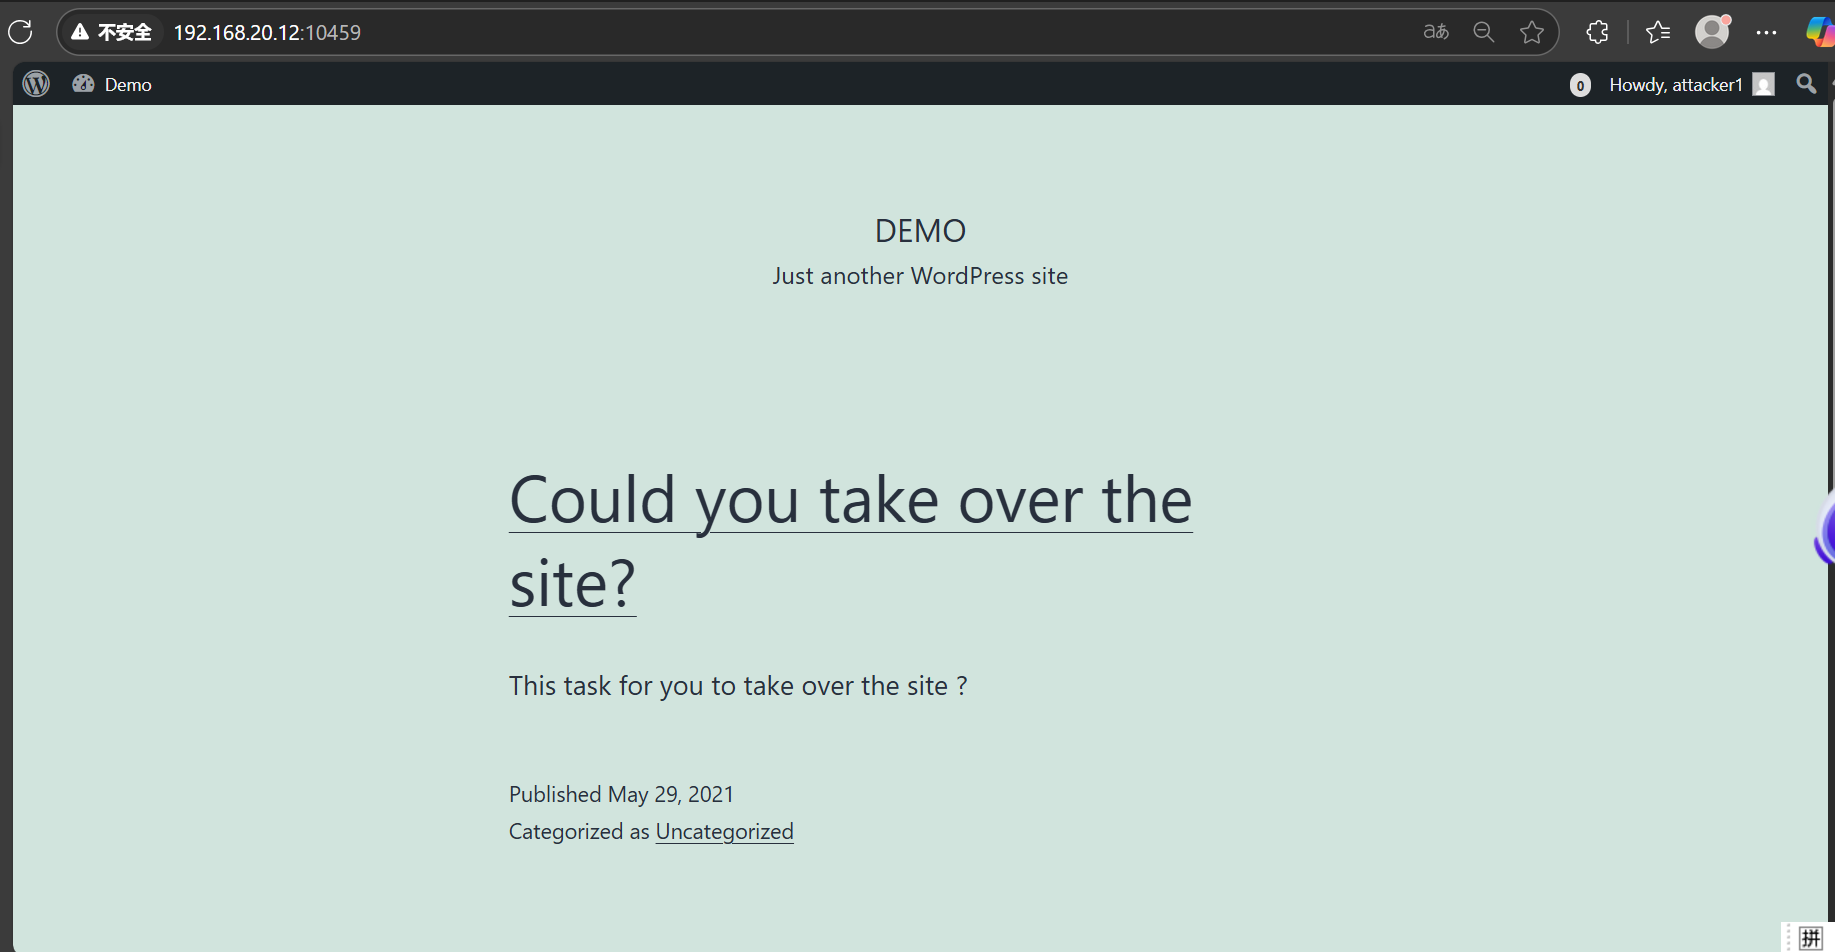 不安全 192.168.20.12:10459 aあ
Demo 0 Howdy, attacker1
DEMO
Just another WordPress site
Could you take over the
site?
This task for you to take over the site ?
Published May 29, 2021
Categorized as Uncategorized
拼